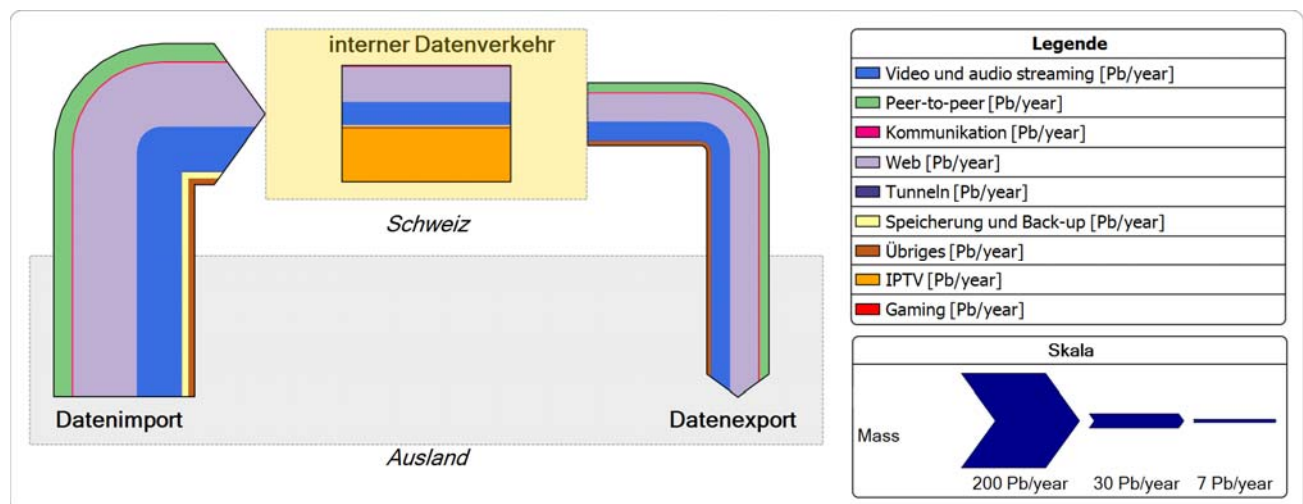 interner Datenverkehr
Schweiz
Datenimport
Datenexport
Ausland
Legende
Video und audio streaming [Pb/year]
Peer-to-peer [Pb/year]
Kommunikation [Pb/year]
Web [Pb/year]
Tunneln [Pb/year]
Speicherung und Back-up [Pb/year]
Übriges [Pb/year]
IPTV [Pb/year]
Gaming [Pb/year]
Skala
Mass
200 Pb/year 30 Pb/year 7 Pb/year